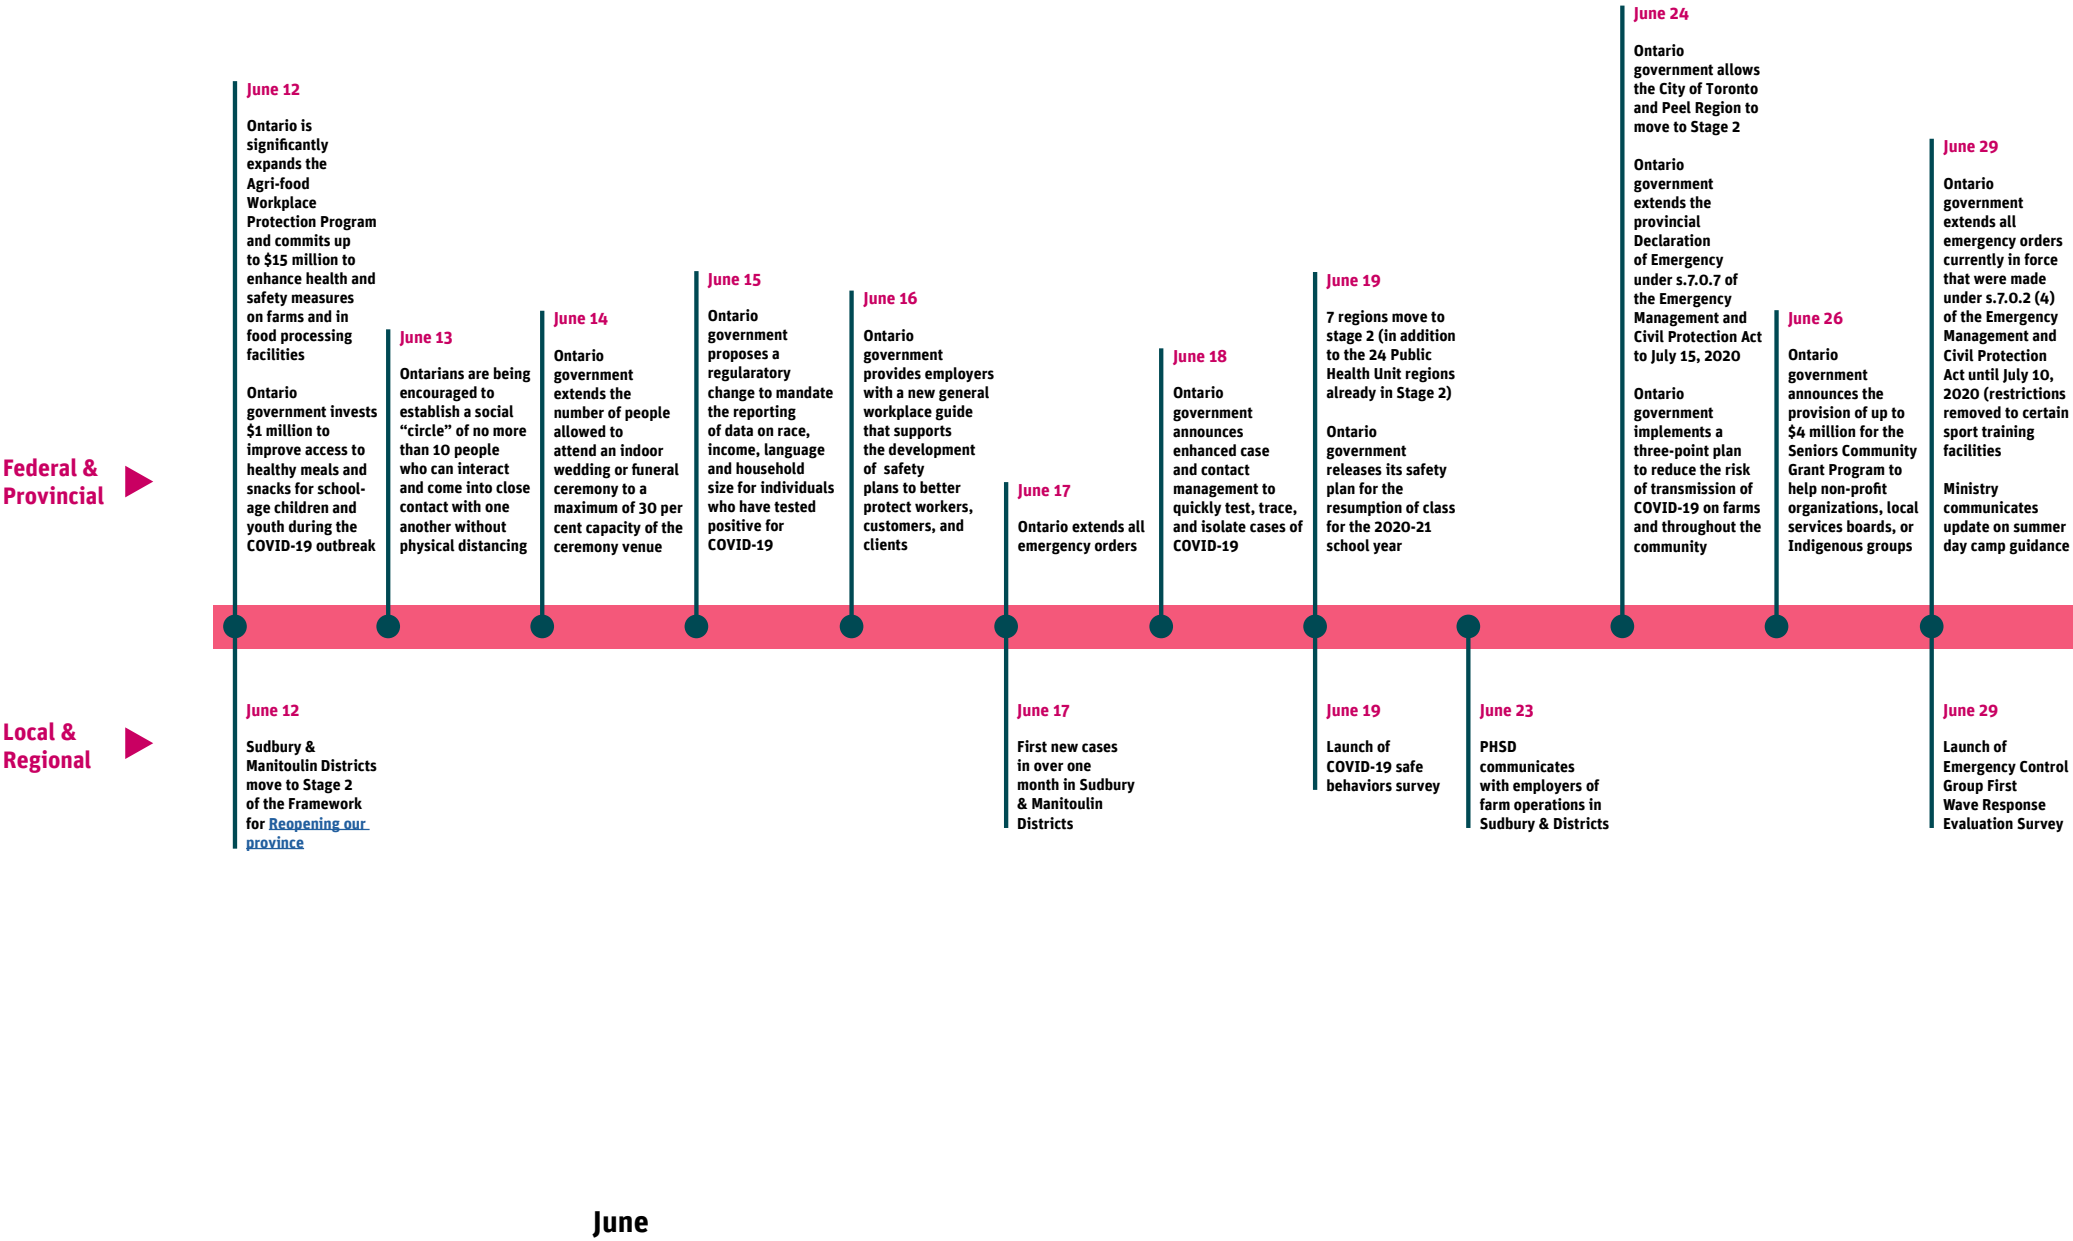 June 12
Ontario is
significantly
expands the
Agri-food
Workplace
Protection Program
and commits up
to $15 million to
enhance health and
safety measures
on farms and in
food processing
facilities
Ontario
government invests
$1 million to
improve access to
healthy meals and
snacks for school-
age children and
youth during the
COVID-19 outbreak
June 13
Ontarians are being
encouraged to
establish a social
“circle” of no more
than 10 people
who can interact
and come into close
contact with one
another without
physical distancing
June 14
Ontario
government
extends the
number of people
allowed to
attend an indoor
wedding or funeral
ceremony to a
maximum of 30 per
cent capacity of the
ceremony venue
June 15
Ontario
government
proposes a
regularatory
change to mandate
the reporting
of data on race,
income, language
and household
size for individuals
who have tested
positive for
COVID-19
June 16
Ontario
government
provides employers
with a new general
workplace guide
that supports
the development
of safety
plans to better
protect workers,
customers, and
clients
June 17
Ontario extends all
emergency orders
June 18
Ontario
government
announces
enhanced case
and contact
management to
quickly test, trace,
and isolate cases of
COVID-19
June 19
7 regions move to
stage 2 (in addition
to the 24 Public
Health Unit regions
already in Stage 2)
Ontario
government
releases its safety
plan for the
resumption of class
for the 2020-21
school year
June 24
Ontario
government allows
the City of Toronto
and Peel Region to
move to Stage 2
Ontario
government
extends the
provincial
Declaration
of Emergency
under s.7.0.7 of
the Emergency
Management and
Civil Protection Act
to July 15, 2020
Ontario
government
implements a
three-point plan
to reduce the risk
of transmission of
COVID-19 on farms
and throughout the
community
June 26
Ontario
government
announces the
provision of up to
$4 million for the
Seniors Community
Grant Program to
help non-profit
organizations, local
services boards, or
Indigenous groups
June 29
Ontario
government
extends all
emergency orders
currently in force
that were made
under s.7.0.2 (4)
of the Emergency
Management and
Civil Protection
Act until July 10,
2020 (restrictions
removed to certain
sport training
facilities
Ministry
communicates
update on summer
day camp guidance
Federal &
Provincial
Local &
Regional
June 12
Sudbury &
Manitoulin Districts
move to Stage 2
of the Framework
for Reopening our
province
June 17
First new cases
in over one
month in Sudbury
& Manitoulin
Districts
June 19
Launch of
COVID-19 safe
behaviors survey
June 23
PHSD
communicates
with employers of
farm operations in
Sudbury & Districts
June 29
Launch of
Emergency Control
Group First
Wave Response
Evaluation Survey
June